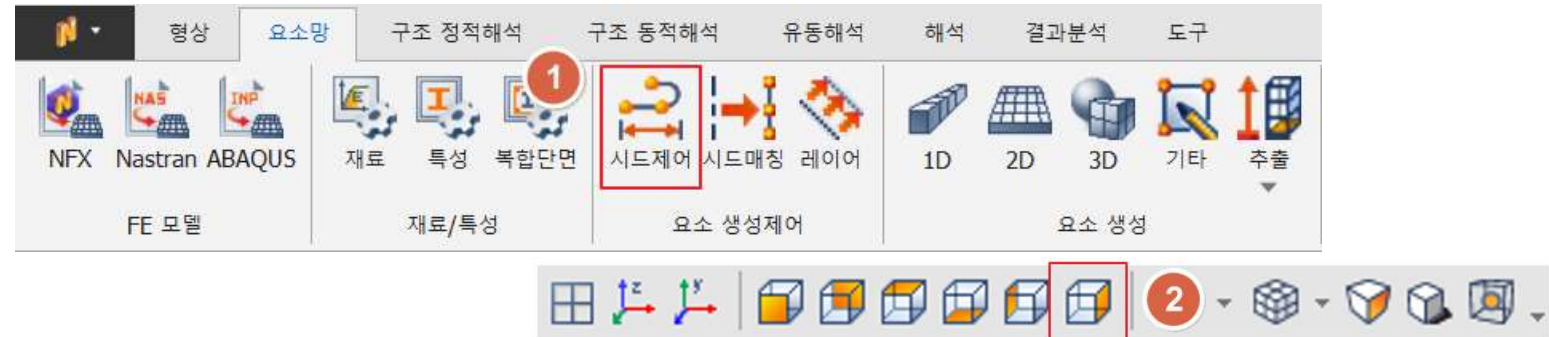 형상 요소망 구조 정적해석 구조 동적해석 유동해석 해석 결과분석 도구
1
NAS INP
NFX Nastran ABAQUS 재료 특성 복합단면 시드제어 시드매칭 레이어 1D 2D 3D 기타 추출
FE 모델 재료/특성 요소 생성제어 요소 생성
z y 2